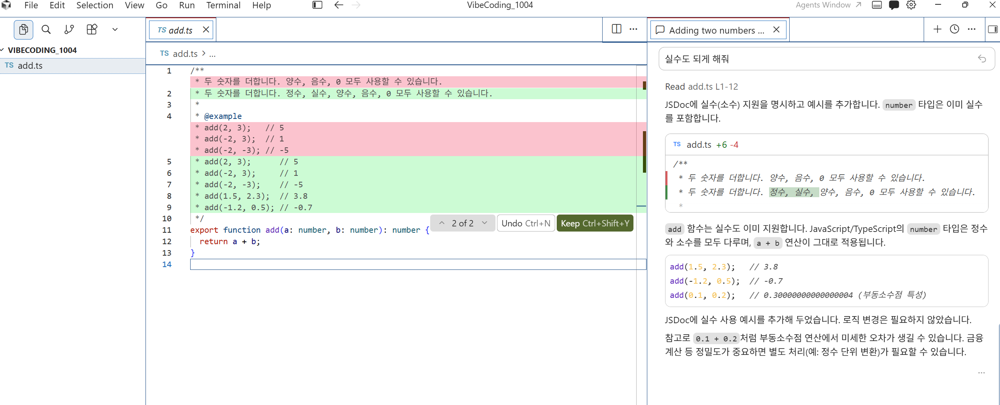 File Edit Selection View Go Run Terminal Help
VibeCoding_1004
Agents Window
VIBECODING_1004
TS add.ts
TS add.ts
TS add.ts > ...
1 /**
* 두 숫자를 더합니다. 양수, 음수, 0 모두 사용할 수 있습니다.
2 * 두 숫자를 더합니다. 정수, 실수, 양수, 음수, 0 모두 사용할 수 있습니다.
3 *
4 * @example
* add(2, 3);   // 5
* add(-2, 3);  // 1
* add(-2, -3); // -5
5 * add(2, 3);      // 5
6 * add(-2, 3);     // 1
7 * add(-2, -3);    // -5
8 * add(1.5, 2.3);  // 3.8
9 * add(-1.2, 0.5); // -0.7
10 */
2 of 2 Undo Ctrl+N Keep Ctrl+Shift+Y
11 export function add(a: number, b: number): number {
12 return a + b;
13 }
14
Adding two numbers ...
실수도 되게 해줘
Read add.ts L1-12
JSDoc에 실수(소수) 지원을 명시하고 예시를 추가합니다. number 타입은 이미 실수
를 포함합니다.
TS add.ts +6 -4
/**
* 두 숫자를 더합니다. 양수, 음수, 0 모두 사용할 수 있습니다.
* 두 숫자를 더합니다. 정수, 실수, 양수, 음수, 0 모두 사용할 수 있습니다.
*
add 함수는 실수도 이미 지원합니다. JavaScript/TypeScript의 number 타입은 정수
와 소수를 모두 다루며, a + b 연산이 그대로 적용됩니다.
add(1.5, 2.3);   // 3.8
add(-1.2, 0.5);  // -0.7
add(0.1, 0.2);   // 0.30000000000000004 (부동소수점 특성)
JSDoc에 실수 사용 예시를 추가해 두었습니다. 로직 변경은 필요하지 않았습니다.
참고로 0.1 + 0.2처럼 부동소수점 연산에서 미세한 오차가 생길 수 있습니다. 금융
계산 등 정밀도가 중요하면 별도 처리(예: 정수 단위 변환)가 필요할 수 있습니다.